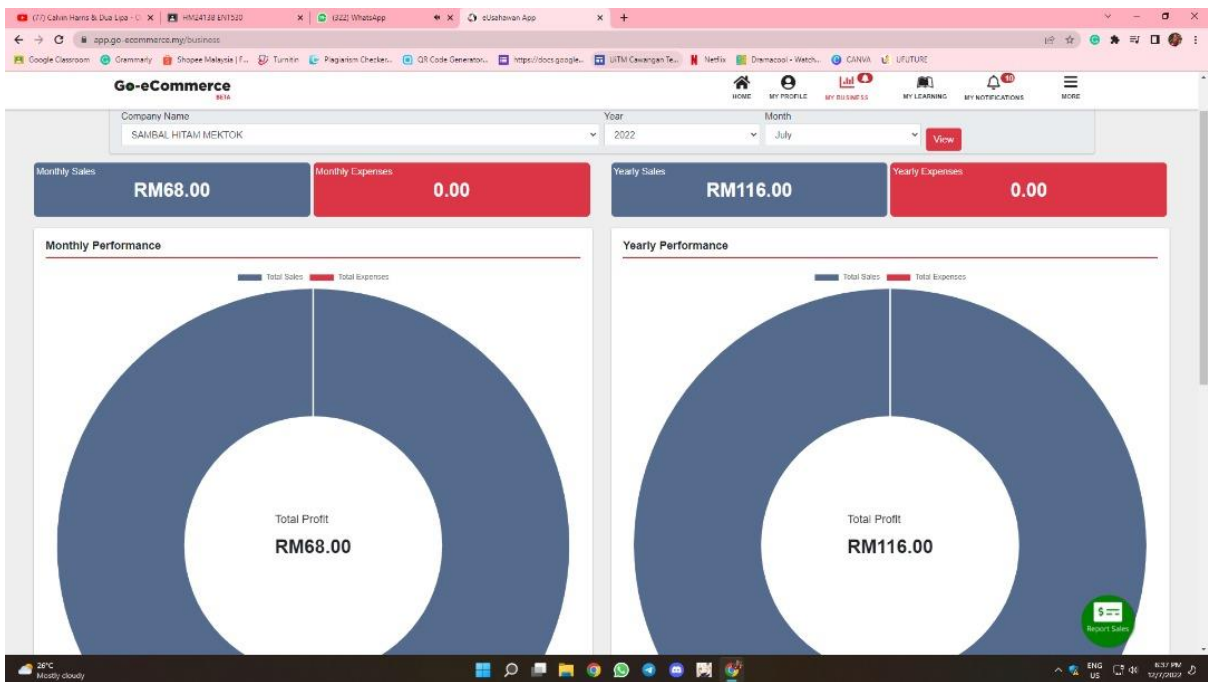 (77) Calvin Harris & Dua Lipa - O
HM24138 ENT530
(322) WhatsApp
eUsahawan App
app.go-ecommerce.my/business
Google Classroom
Grammarly
Shopee Malaysia | F...
Turnitin
Plagiarism Checker...
QR Code Generator...
https://docs.google...
UiTM Cawangan Te...
Netflix
Dramacool - Watch...
CANVA
UFUTURE
Go-eCommerce
BETA
HOME
MY PROFILE
MY BUSINESS
MY LEARNING
10
MY NOTIFICATIONS
MORE
Company Name
Year
Month
SAMBAL HITAM MEKTOK
2022
July
View
Monthly Sales
RM68.00
Monthly Expenses
0.00
Yearly Sales
RM116.00
Yearly Expenses
0.00
Monthly Performance
Yearly Performance
Total Sales
Total Expenses
Total Sales
Total Expenses
Total Profit
RM68.00
Total Profit
RM116.00
Report Sales
26°C
Mostly cloudy
ENG
US
6:37 PM
12/7/2022